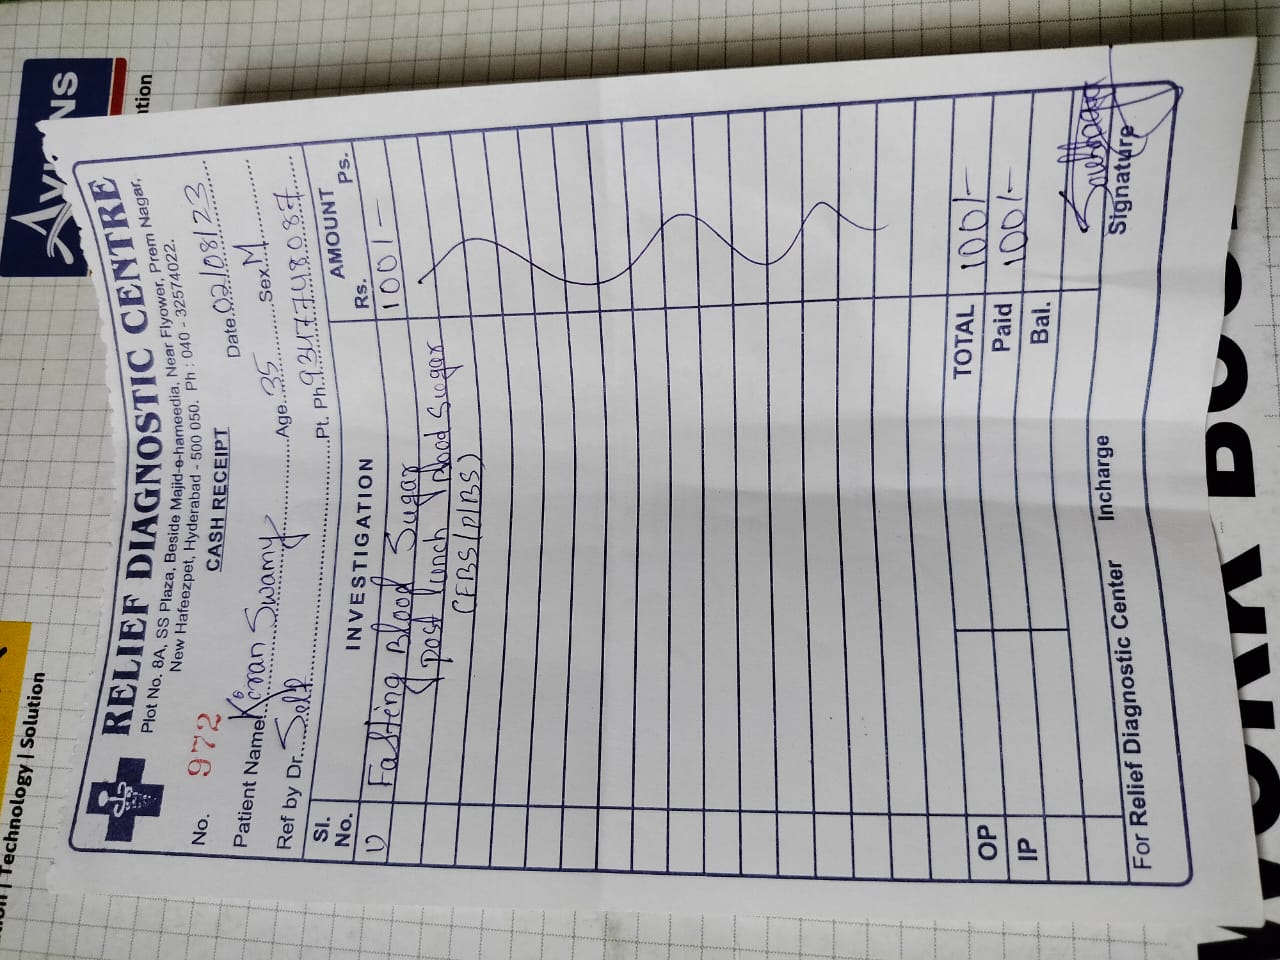 RELIEF DIAGNOSTIC CENTRE
Plot No. 8A, SS Plaza, Beside Majid-e-hameedia, Near Flyower, Prem Nagar,
New Hafeezpet, Hyderabad - 500 050. Ph : 040 - 32574022.
CASH RECEIPT
No. 972 Date 02/08/23
Patient Name Kiran Swamy Age 35 Sex M
Ref by Dr. Self Pt. Ph. 9347748087
Sl. No. INVESTIGATION AMOUNT
Rs. Ps.
1) Fasting Blood Sugar 100/-
post lunch Blood Sugar
(FBS/PLBS)
TOTAL 100/-
OP Paid 100/-
IP Bal.
Signature
For Relief Diagnostic Center Incharge
Technology | Solution
WORK